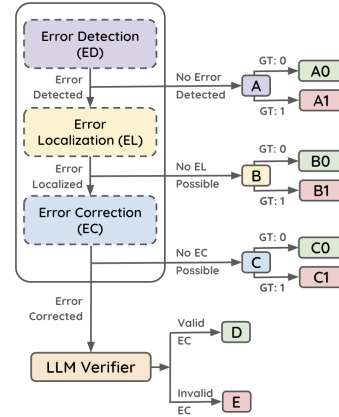 Error Detection
(ED)
Error
Detected
No Error
Detected
A
GT: 0
A0
GT: 1
A1
Error
Localization (EL)
Error
Localized
No EL
Possible
B
GT: 0
B0
GT: 1
B1
Error Correction
(EC)
No EC
Possible
C
GT: 0
C0
GT: 1
C1
Error
Corrected
LLM Verifier
Valid
EC
D
Invalid
EC
E